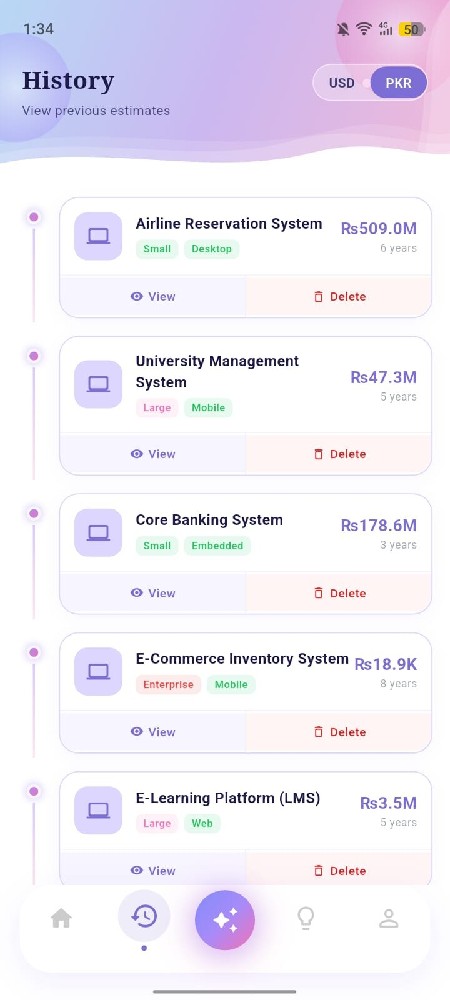 1:34
4G
50
History
USD
PKR
View previous estimates
Airline Reservation System
₨509.0M
Small
Desktop
6 years
View
Delete
University Management
System
₨47.3M
Large
Mobile
5 years
View
Delete
Core Banking System
₨178.6M
Small
Embedded
3 years
View
Delete
E-Commerce Inventory System
₨18.9K
Enterprise
Mobile
8 years
View
Delete
E-Learning Platform (LMS)
₨3.5M
Large
Web
5 years
View
Delete